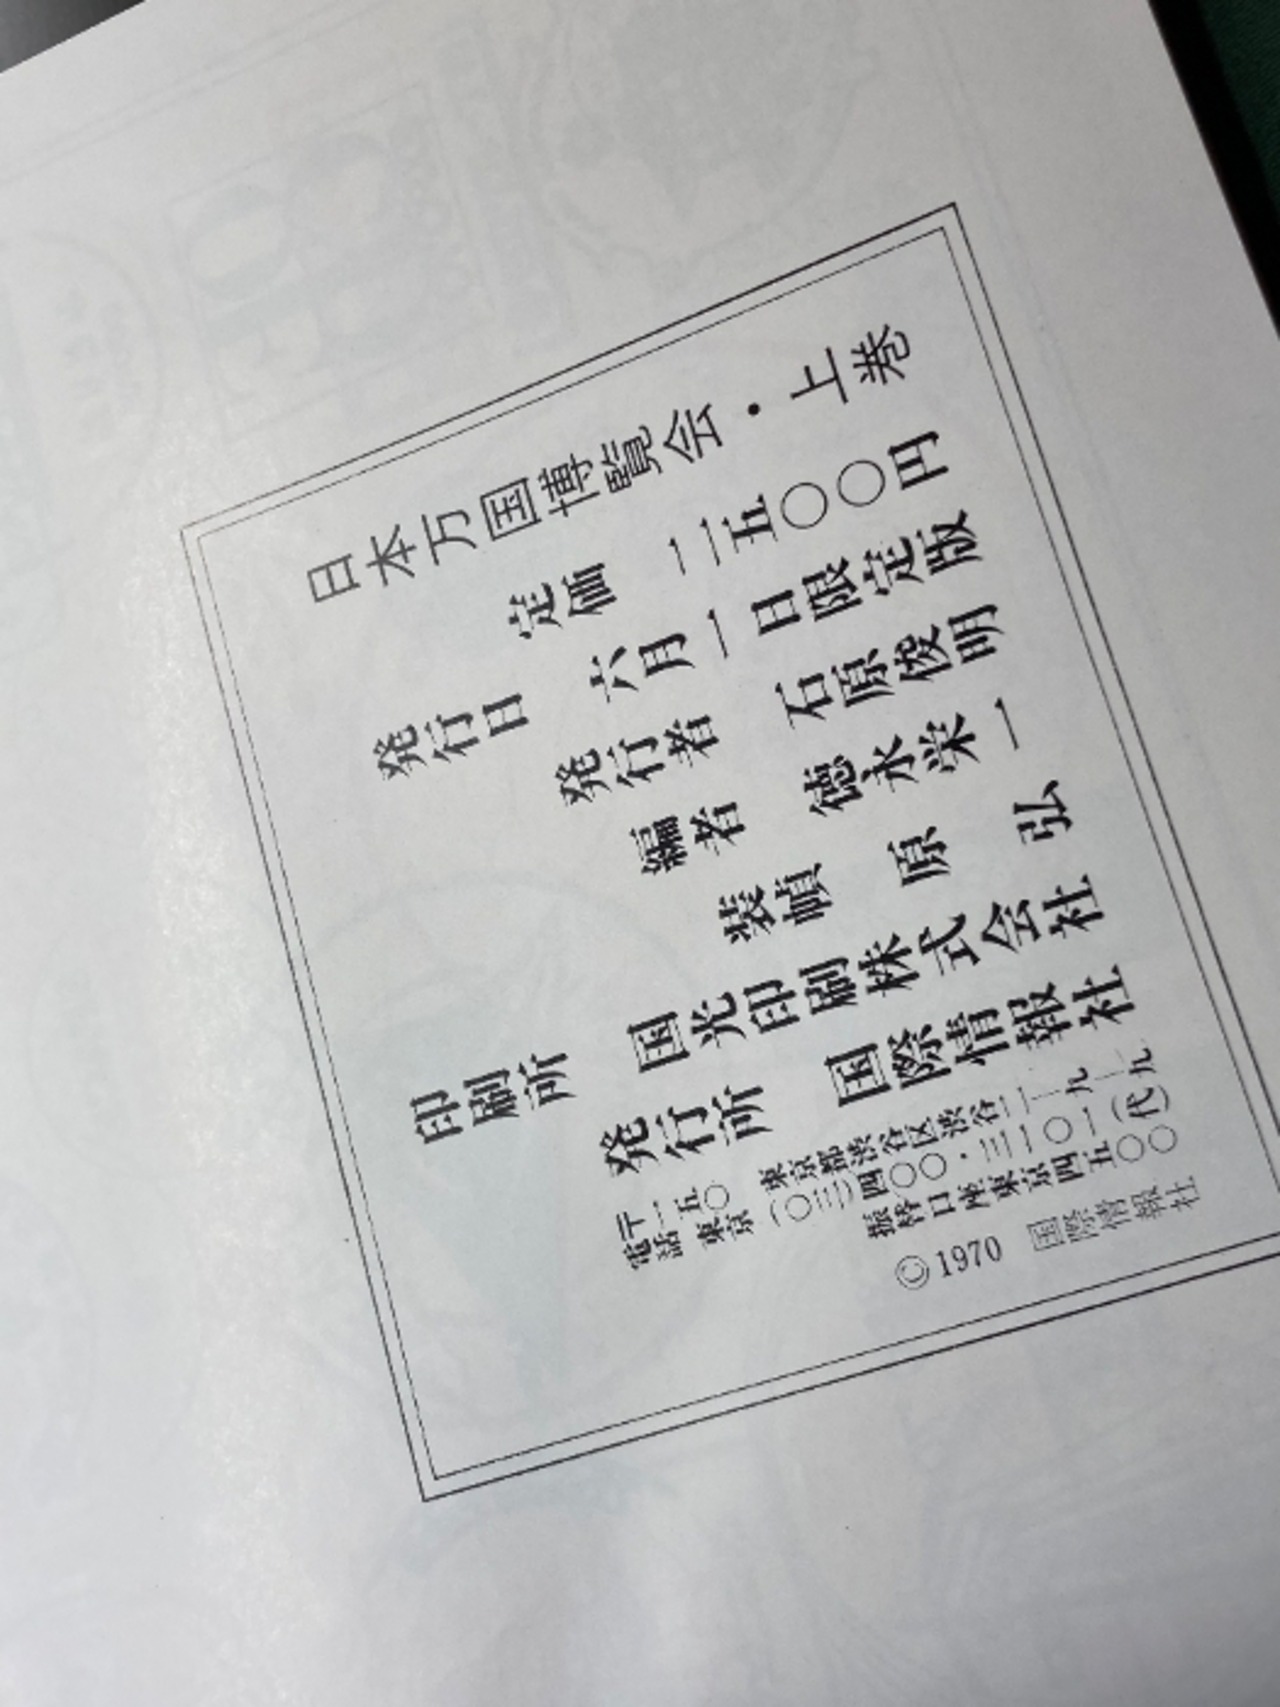 日本万国博覧会・上巻
定価 二五〇〇円
発行日 六月一日限定版
発行者 石原俊明
編者 徳永栄一
装幀 原 弘
印刷所 国光印刷株式会社
発行所 国際情報社
〒一五〇 東京都渋谷区渋谷二―九―九
電話 東京(〇三)四〇〇・三一〇一(代)
振替口座東京四五〇〇
©1970 国際情報社